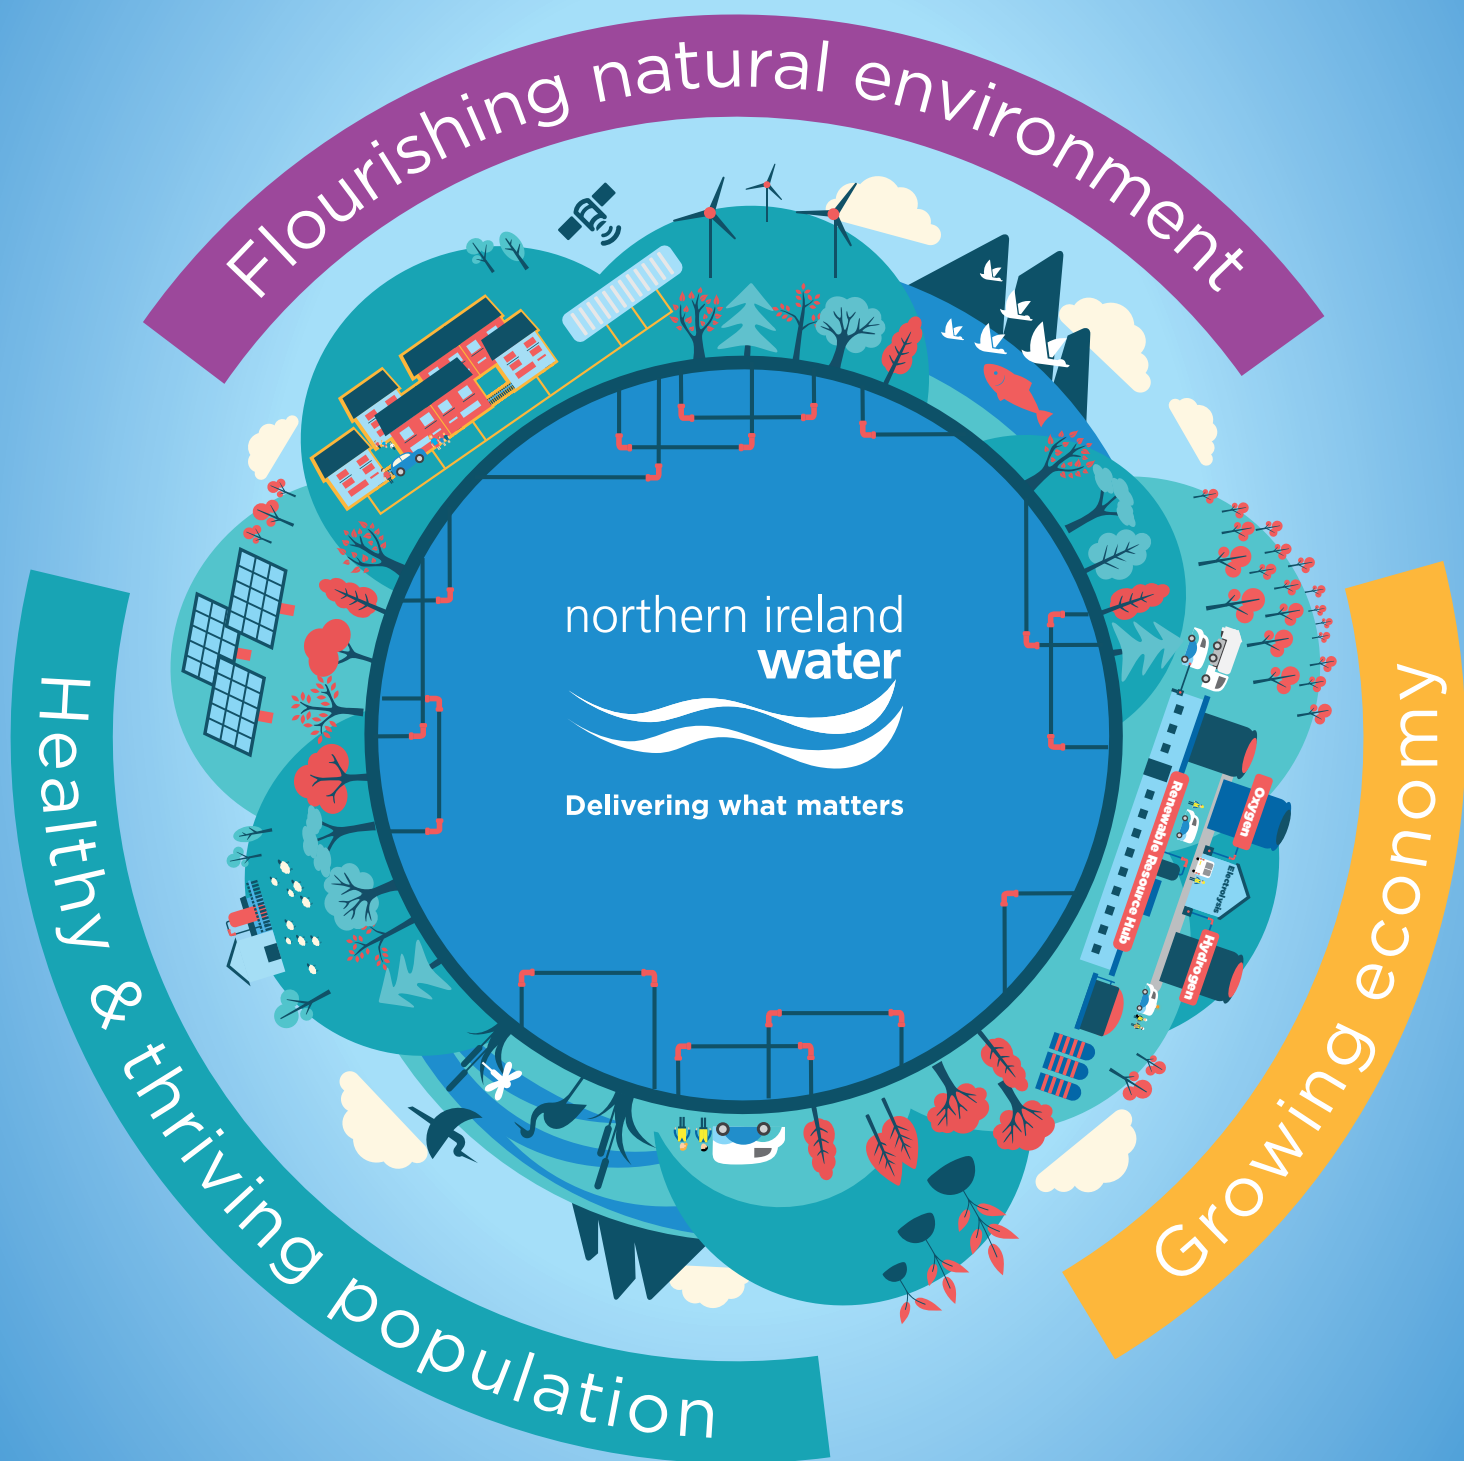 Flourishing natural environment
northern ireland
water
Delivering what matters
Renewable Resource Hub
Oxygen
Electrolysis
Hydrogen
Growing economy
Healthy & thriving population